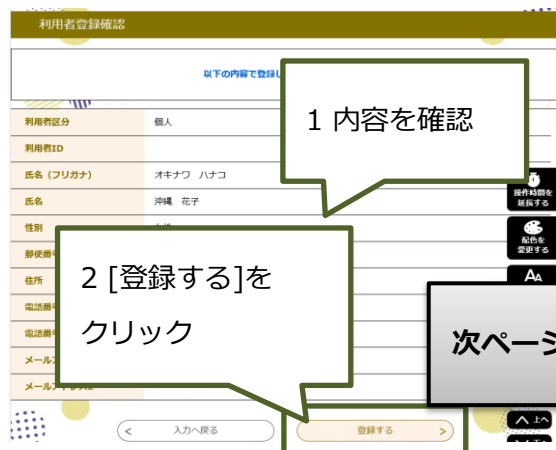 利用者登録確認
以下の内容で登録し
1 内容を確認
利用者区分 個人
利用者ID
氏名（フリガナ） オキナワ ハナコ
氏名 沖縄 花子
性別
郵便番
住所
電話番
電話番
メール
メール
2 [登録する]を
クリック
操作時間を
延長する
配色を
変更する
AA
次ページ
< 入力へ戻る
登録する >
上へ